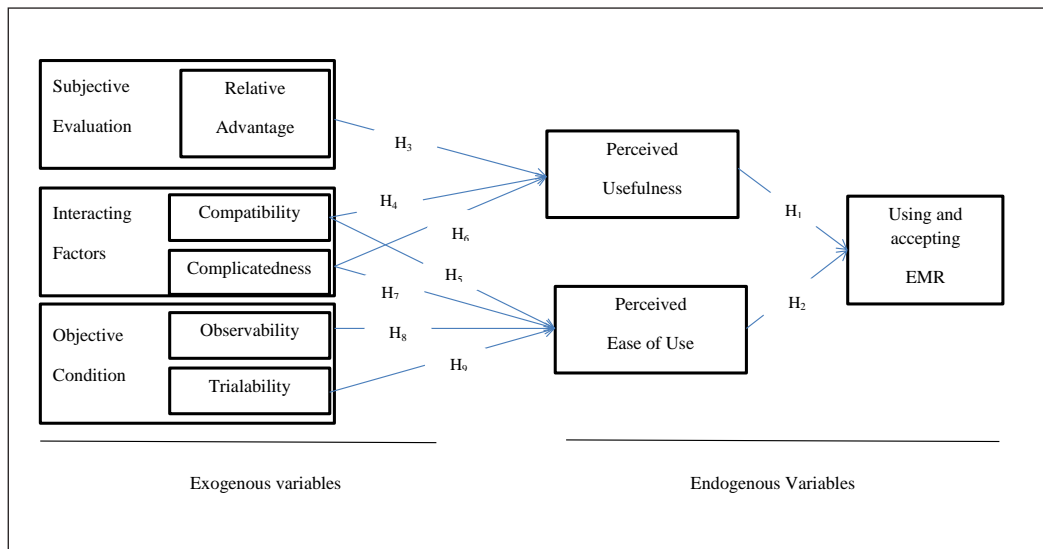 Subjective
Evaluation
Relative
Advantage
H₃
Perceived
Usefulness
Interacting
Factors
Compatibility
Complicatedness
H₄
H₆
H₅
H₇
H₁
Using and
accepting
EMR
Objective
Condition
Observability
Trialability
H₈
H₉
Perceived
Ease of Use
H₂
Exogenous variables
Endogenous Variables